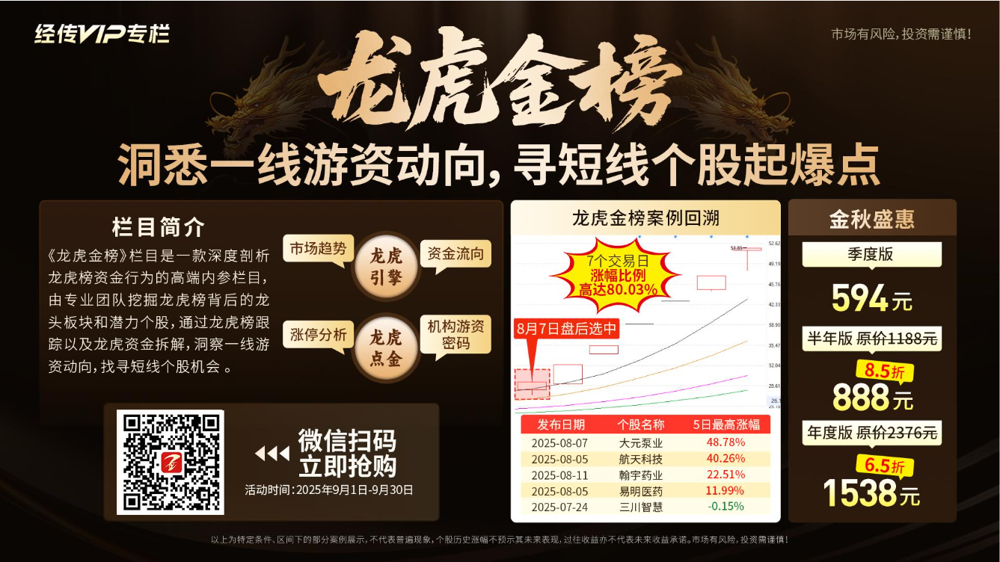 经传VIP专栏
市场有风险，投资需谨慎！
龙虎金榜
洞悉一线游资动向，寻短线个股起爆点
栏目简介
《龙虎金榜》栏目是一款深度剖析
龙虎榜资金行为的高端内参栏目，
由专业团队挖掘龙虎榜背后的龙
头板块和潜力个股，通过龙虎榜跟
踪以及龙虎资金拆解，洞察一线游
资动向，找寻短线个股机会 。
市场趋势
龙虎
引擎
资金流向
涨停分析
龙虎
点金
机构游资
密码
微信扫码
立即抢购
活动时间：2025年9月1日-9月30日
龙虎金榜案例回溯
7个交易日
涨幅比例
高达80.03%
8月7日盘后选中
51.85
52.62
49.19
45.76
42.33
38.90
35.47
32.04
28.61
26.1
发布日期 个股名称 5日最高涨幅
2025-08-07 大元泵业 48.78%
2025-08-05 航天科技 40.26%
2025-08-11 翰宇药业 22.51%
2025-08-05 易明医药 11.99%
2025-07-24 三川智慧 -0.15%
金秋盛惠
季度版
594元
半年版 原价1188元
8.5折
888元
年度版 原价2376元
6.5折
1538元
以上为特定条件、区间下的部分案例展示，不代表普遍现象，个股历史涨幅不预示其未来表现，过往收益亦不代表未来收益承诺。市场有风险，投资需谨慎！